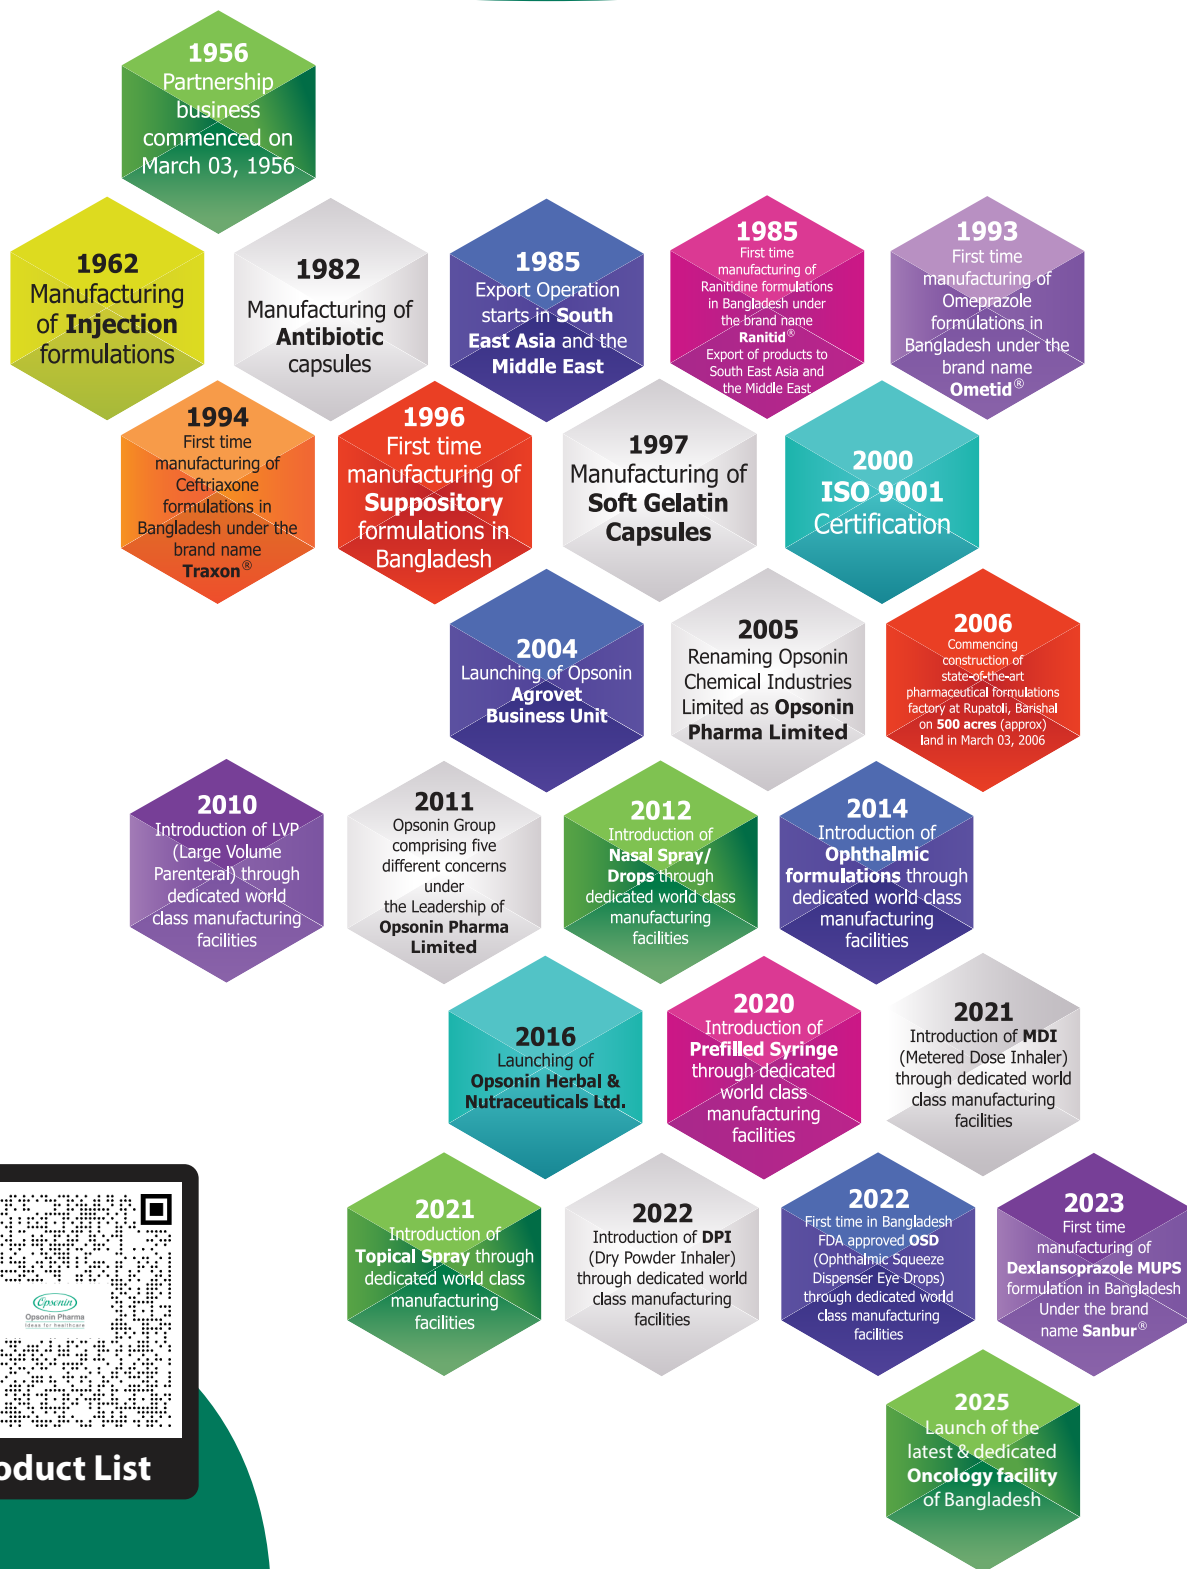 1956
Partnership
business
commenced on
March 03, 1956
1962
Manufacturing
of Injection
formulations
1982
Manufacturing of
Antibiotic
capsules
1985
Export Operation
starts in South
East Asia and the
Middle East
1985
First time
manufacturing of
Ranitidine formulations
in Bangladesh under
the brand name
Ranitid®
Export of products to
South East Asia and
the Middle East
1993
First time
manufacturing of
Omeprazole
formulations in
Bangladesh under the
brand name
Ometid®
1994
First time
manufacturing of
Ceftriaxone
formulations in
Bangladesh under the
brand name
Traxon®
1996
First time
manufacturing of
Suppository
formulations in
Bangladesh
1997
Manufacturing of
Soft Gelatin
Capsules
2000
ISO 9001
Certification
2004
Launching of Opsonin
Agrovet
Business Unit
2005
Renaming Opsonin
Chemical Industries
Limited as Opsonin
Pharma Limited
2006
Commencing
construction of
state-of-the-art
pharmaceutical formulations
factory at Rupatoli, Barishal
on 500 acres (approx)
land in March 03, 2006
2010
Introduction of LVP
(Large Volume
Parenteral) through
dedicated world
class manufacturing
facilities
2011
Opsonin Group
comprising five
different concerns
under
the Leadership of
Opsonin Pharma
Limited
2012
Introduction of
Nasal Spray/
Drops through
dedicated world class
manufacturing
facilities
2014
Introduction of
Ophthalmic
formulations through
dedicated world class
manufacturing
facilities
2016
Launching of
Opsonin Herbal &
Nutraceuticals Ltd.
2020
Introduction of
Prefilled Syringe
through dedicated
world class
manufacturing
facilities
2021
Introduction of MDI
(Metered Dose Inhaler)
through dedicated world
class manufacturing
facilities
2021
Introduction of
Topical Spray through
dedicated world class
manufacturing
facilities
2022
Introduction of DPI
(Dry Powder Inhaler)
through dedicated world
class manufacturing
facilities
2022
First time in Bangladesh
FDA approved OSD
(Ophthalmic Squeeze
Dispenser Eye Drops)
through dedicated world
class manufacturing
facilities
2023
First time
manufacturing of
Dexlansoprazole MUPS
formulation in Bangladesh
Under the brand
name Sanbur®
2025
Launch of the
latest & dedicated
Oncology facility
of Bangladesh
Opsonin
Opsonin Pharma
Ideas for healthcare
oduct List